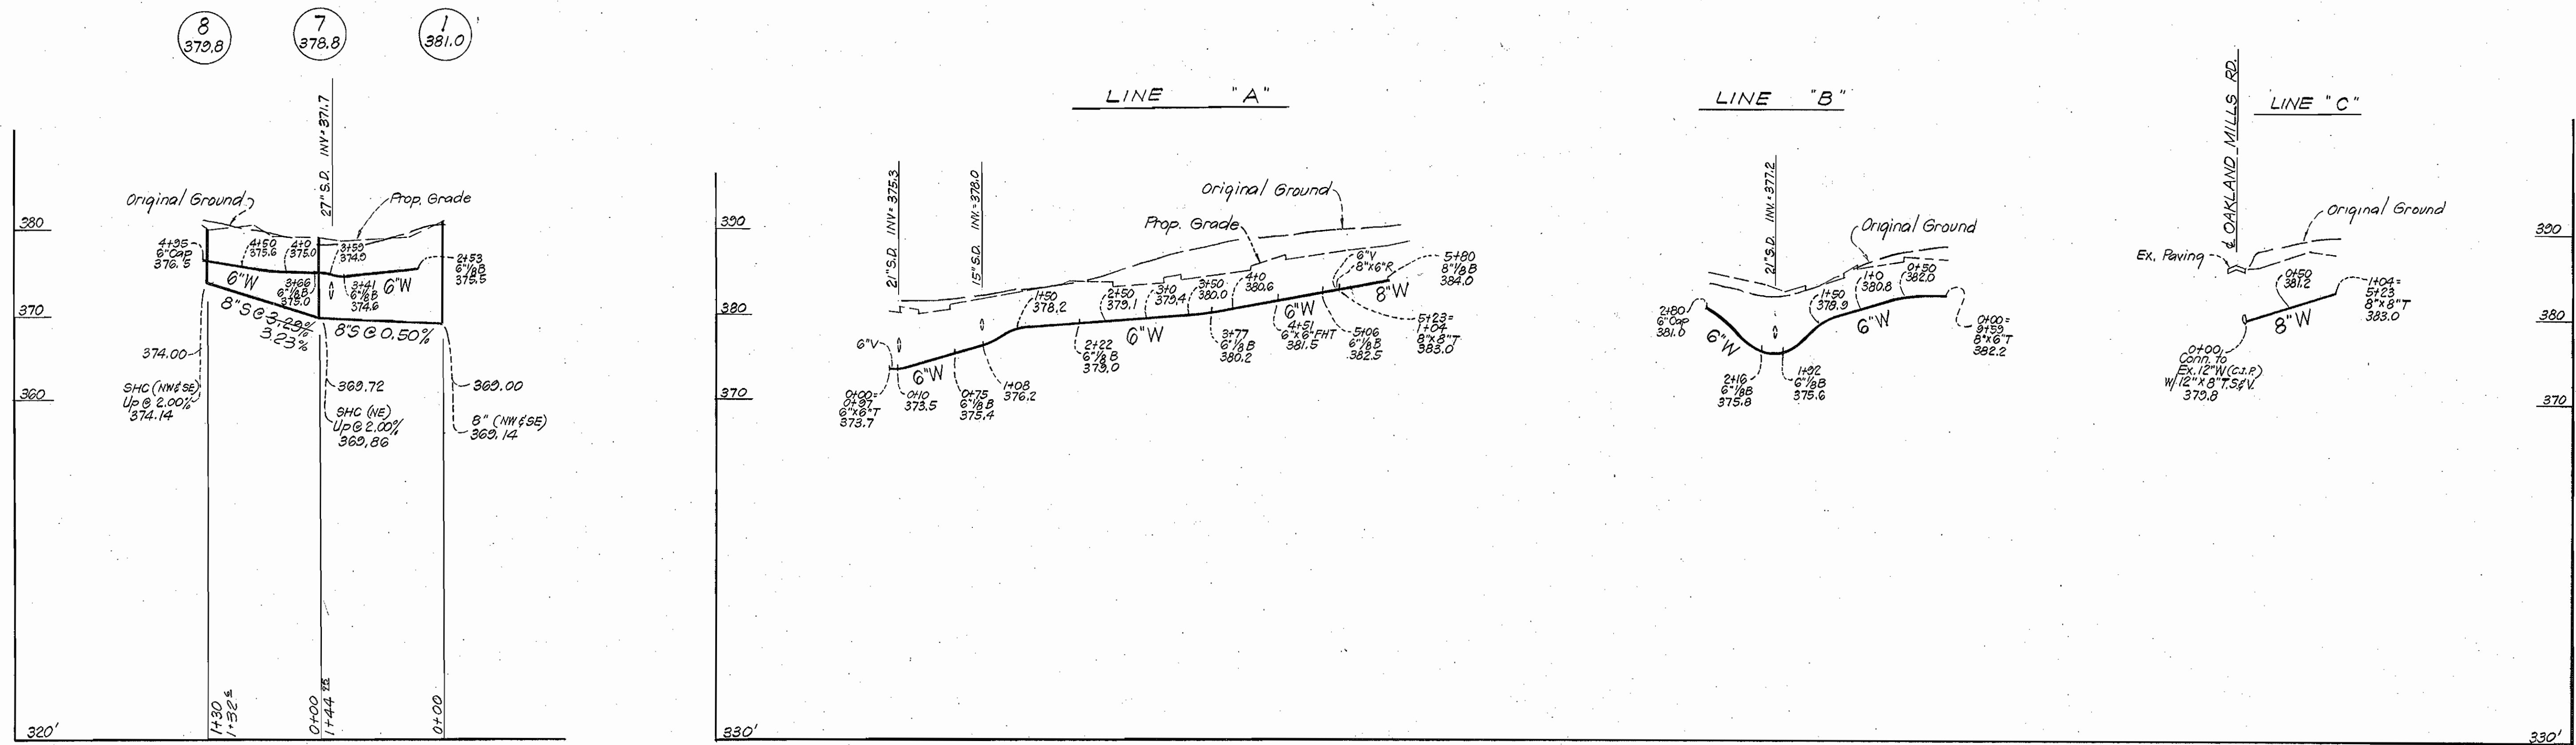 8
379.8
7
378.8
1
381.0
27" S.D. INV= 371.7
Original Ground
Prop. Grade
380
370
360
320'
4+95
6" Cap
376.5
4+50
375.6
4+0
375.0
3+59
374.9
3+66
6" 1/8 B
375.0
3+41
6" 1/8 B
374.6
2+53
6" 1/8 B
375.5
6"W
6"W
8"S @ 3.29%
3.23%
8"S @ 0.50%
374.00
SHC (NW & SE)
Up @ 2.00%
374.14
369.72
SHC (NE)
Up @ 2.00%
369.86
369.00
8" (NW & SE)
369.14
1+30
1+32
0+00
1+44
0+00
LINE "A"
390
380
370
330'
21" S.D. INV= 375.3
15" S.D. INV.= 378.0
Original Ground
Prop. Grade
6"V
0+00=
0+97
6"x6"T
373.7
0+10
373.5
6"W
0+75
6" 1/8 B
375.4
1+08
376.2
1+50
378.2
2+22
6" 1/8 B
379.0
2+50
379.1
6"W
3+0
379.4
3+50
380.0
3+77
6" 1/8 B
380.2
4+0
380.6
6"W
4+51
6"x6"FHT
381.5
5+06
6" 1/8 B
382.5
6"V
8"x6"R
5+23=
1+04
8"x8"T
383.0
8"W
5+80
8" 1/8 B
384.0
LINE "B"
21" S.D. INV.= 377.2
Original Ground
2+80
6" Cap
381.0
6"W
2+16
6" 1/8 B
375.8
1+92
6" 1/8 B
375.6
1+50
378.9
1+0
380.8
0+50
382.0
6"W
0+00=
9+59
8"x6"T
382.2
℄ OAKLAND MILLS RD.
LINE "C"
Original Ground
Ex. Paving
0+50
381.2
1+04=
5+23
8"x8"T
383.0
8"W
0+00
Conn. to
Ex. 12"W (C.I.P.)
W/12"x8"T.S.&V.
379.8
390
380
370
330'